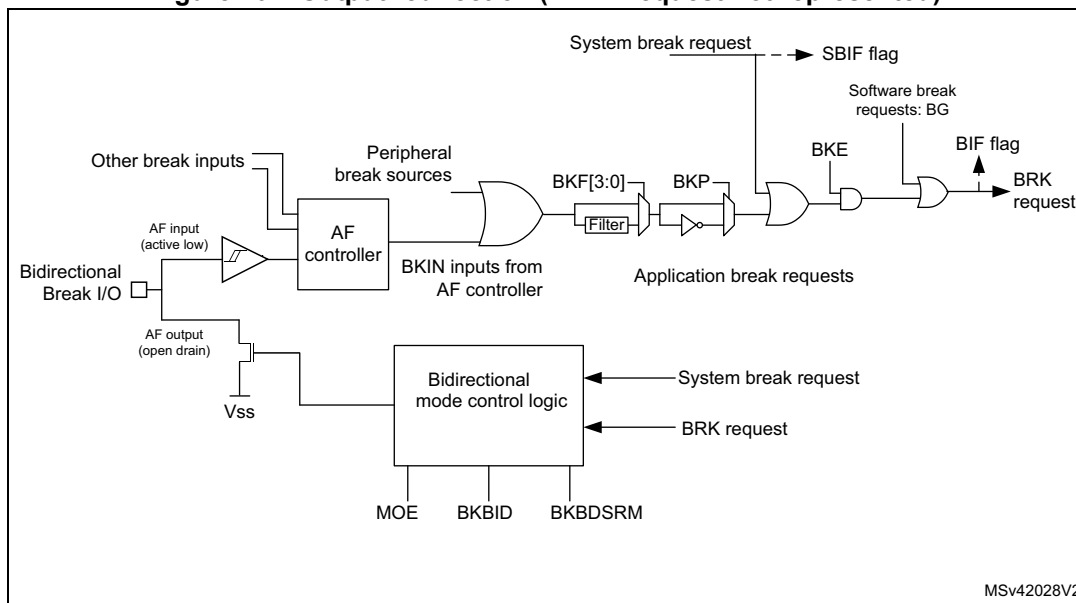 System break request
SBIF flag
Software break
requests: BG
BIF flag
BKE
BRK
request
Peripheral
break sources
Other break inputs
BKF[3:0]
BKP
Filter
AF
controller
AF input
(active low)
BKIN inputs from
AF controller
Application break requests
Bidirectional
Break I/O
AF output
(open drain)
Vss
Bidirectional
mode control logic
System break request
BRK request
MOE
BKBID
BKBDSRM
MSv42028V2